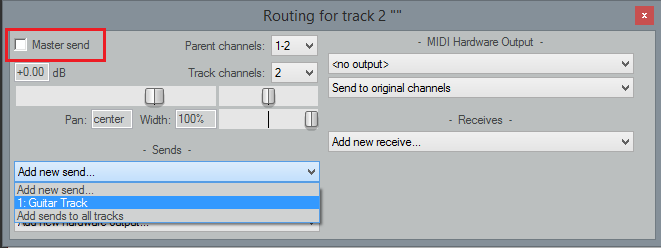 Routing for track 2 ""
x
Master send
Parent channels: 1-2
+0.00 dB
Track channels: 2
Pan: center Width: 100%
- Sends -
Add new send...
Add new send...
1: Guitar Track
Add sends to all tracks
Add new hardware output...
- MIDI Hardware Output -
<no output>
Send to original channels
- Receives -
Add new receive...